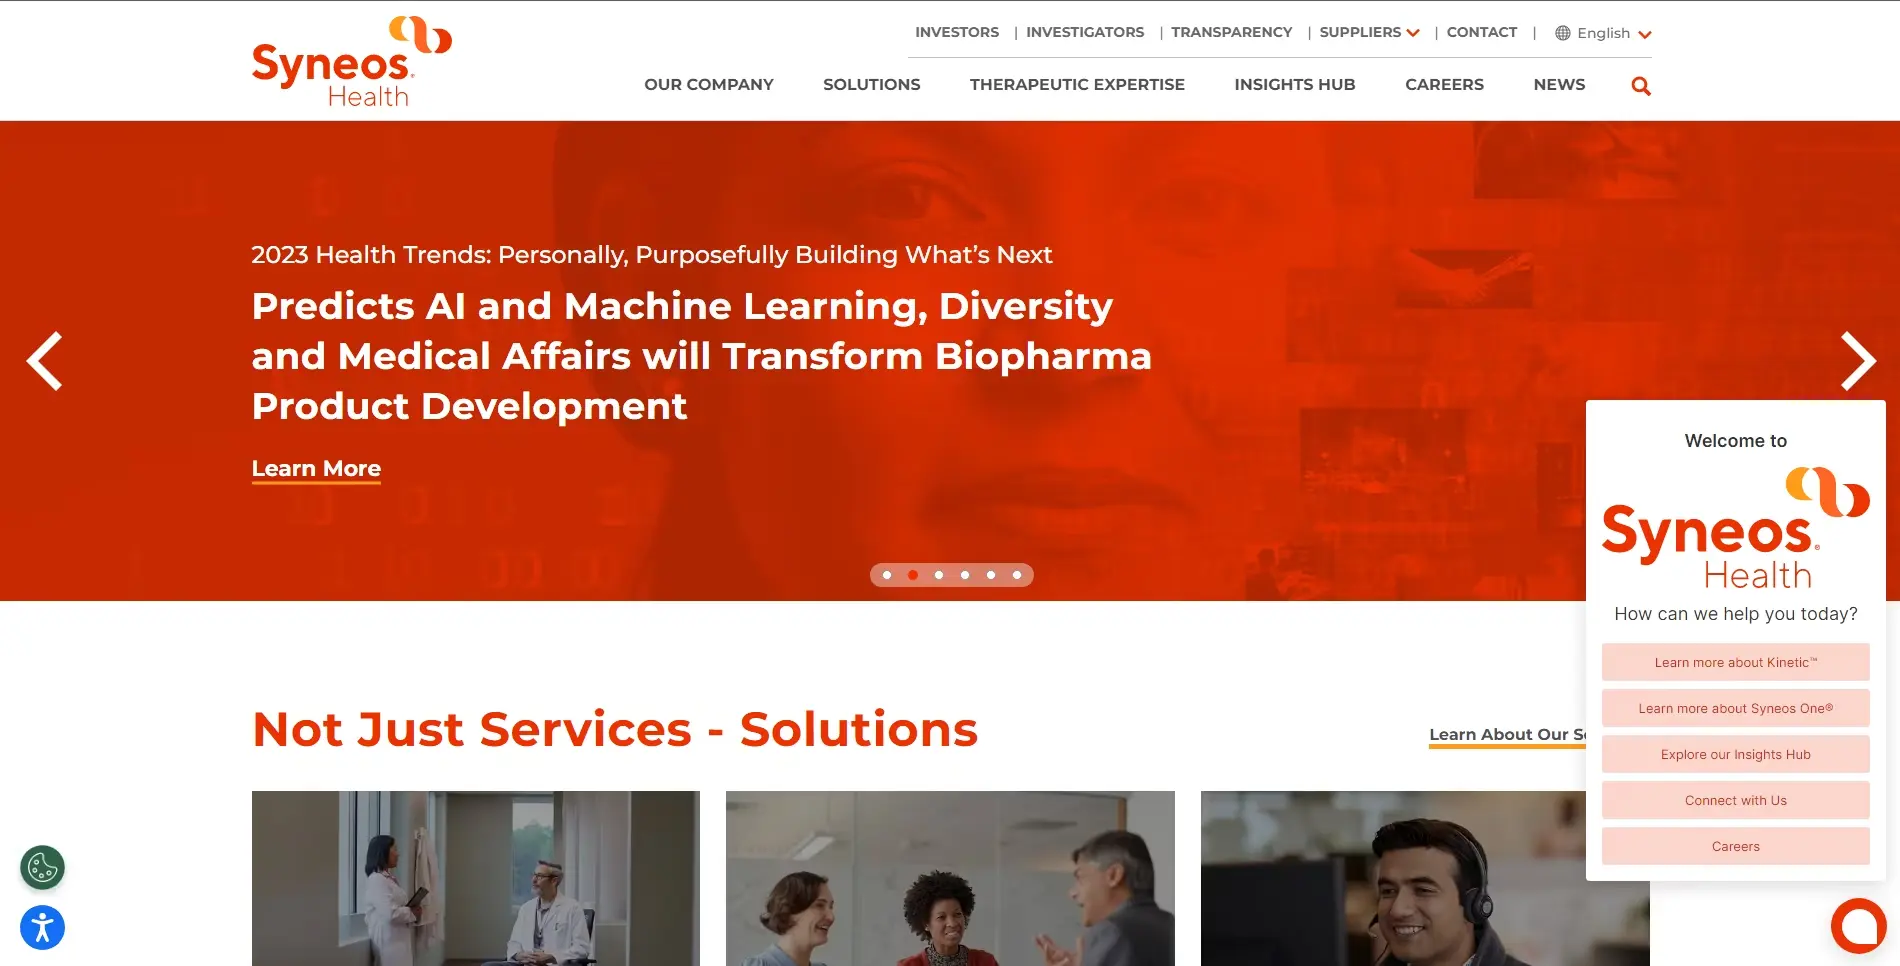 INVESTORS | INVESTIGATORS | TRANSPARENCY | SUPPLIERS | CONTACT | English
Syneos®
Health
OUR COMPANY SOLUTIONS THERAPEUTIC EXPERTISE INSIGHTS HUB CAREERS NEWS
2023 Health Trends: Personally, Purposefully Building What’s Next
Predicts AI and Machine Learning, Diversity
and Medical Affairs will Transform Biopharma
Product Development
Learn More
Welcome to
Syneos®
Health
How can we help you today?
Learn more about Kinetic™
Learn more about Syneos One®
Explore our Insights Hub
Connect with Us
Careers
Not Just Services - Solutions
Learn About Our